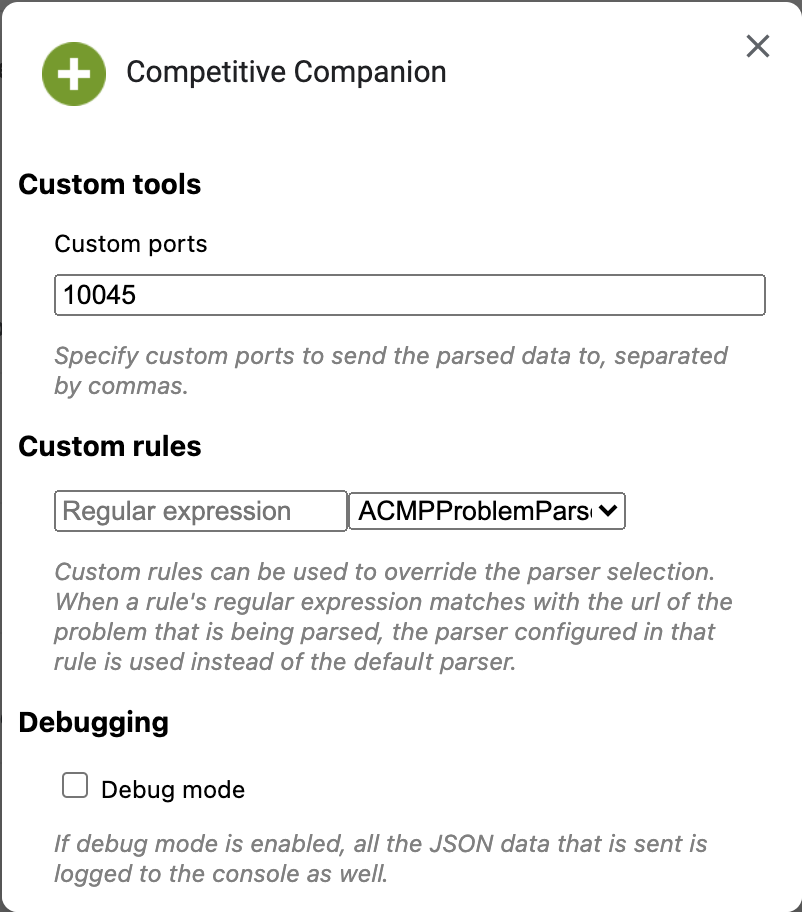 Competitive Companion
Custom tools
Custom ports
10045
Specify custom ports to send the parsed data to, separated
by commas.
Custom rules
Regular expression ACMPProblemParse
Custom rules can be used to override the parser selection.
When a rule's regular expression matches with the url of the
problem that is being parsed, the parser configured in that
rule is used instead of the default parser.
Debugging
Debug mode
If debug mode is enabled, all the JSON data that is sent is
logged to the console as well.